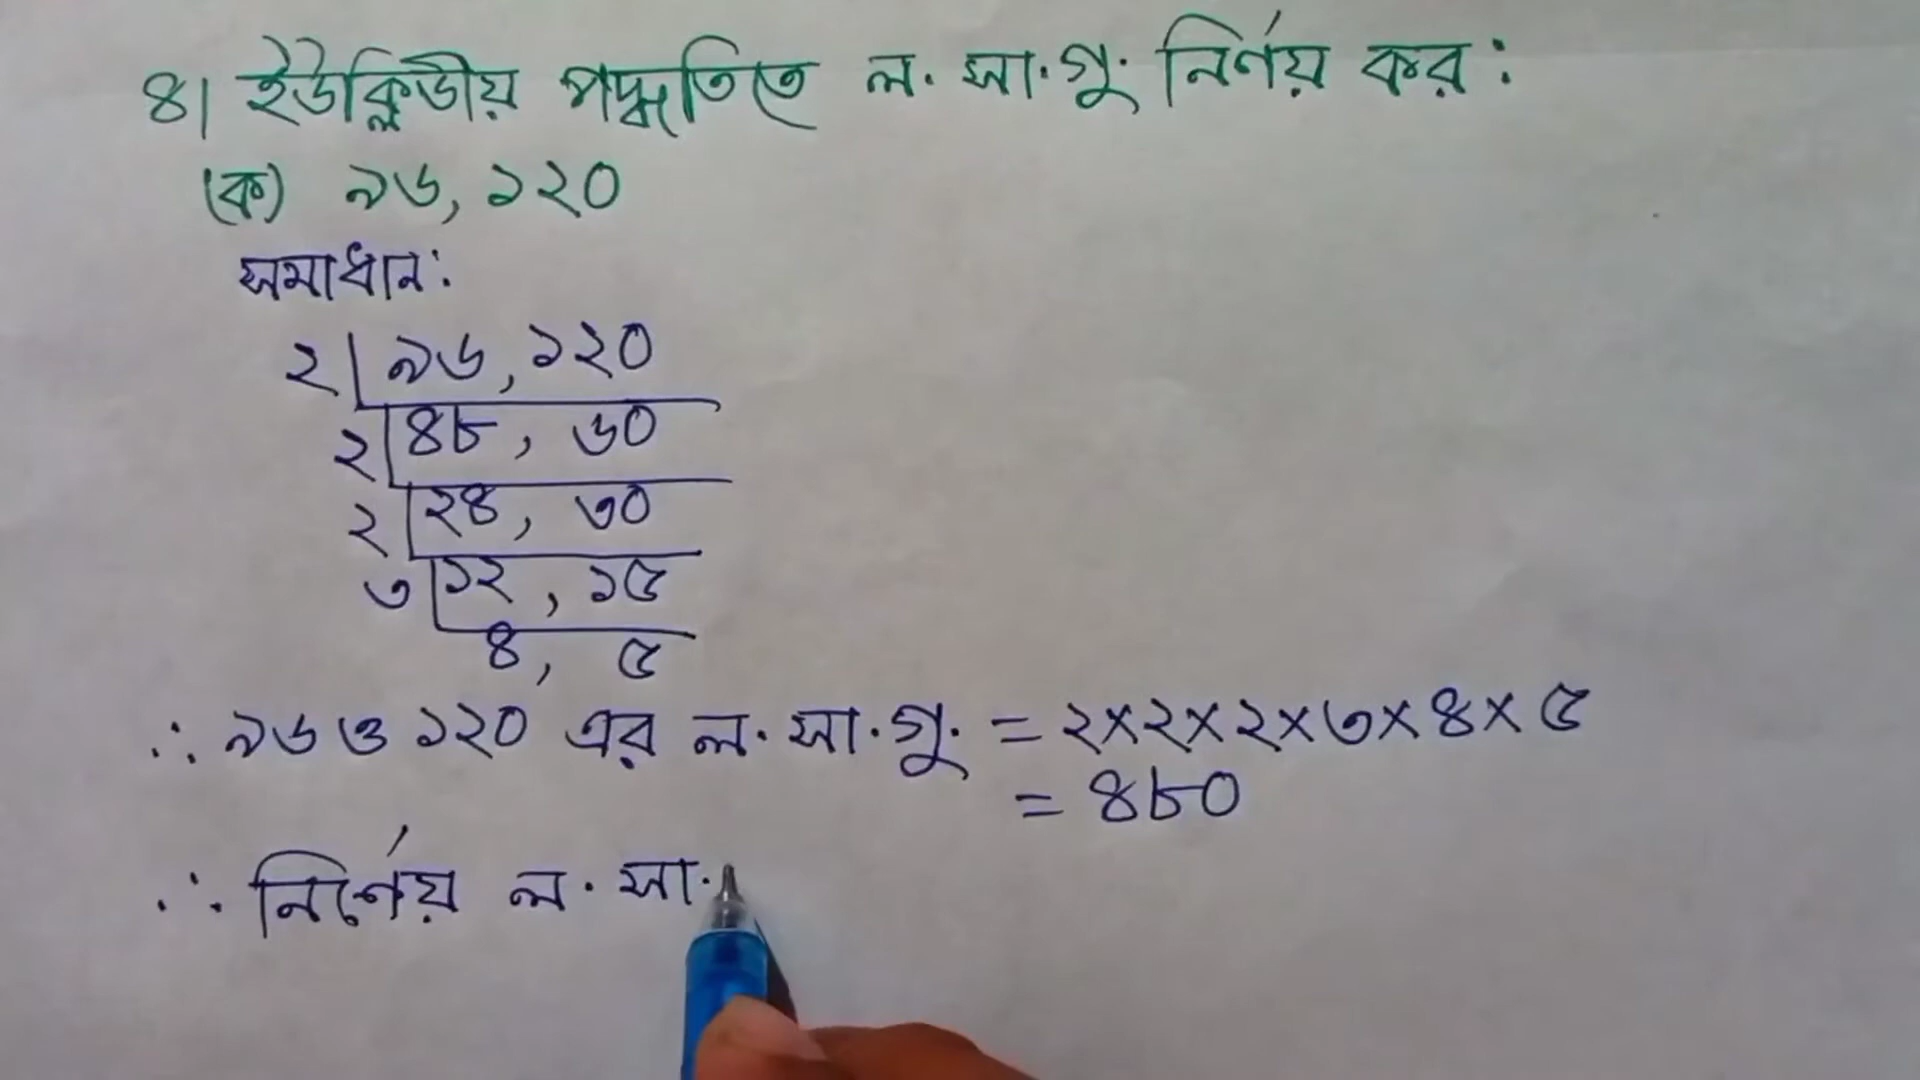 ৪। ইউক্লিডীয় পদ্ধতিতে ল. সা. গু. নির্ণয় কর :
(ক) ৯৬, ১২০
সমাধান:
২ | ৯৬, ১২০
২ | ৪৮, ৬০
২ | ২৪, ৩০
৩ | ১২, ১৫
৪, ৫
∴ ৯৬ ও ১২০ এর ল. সা. গু. = ২×২×২×৩×৪×৫
= ৪৮০
∴ নির্ণেয় ল. সা.